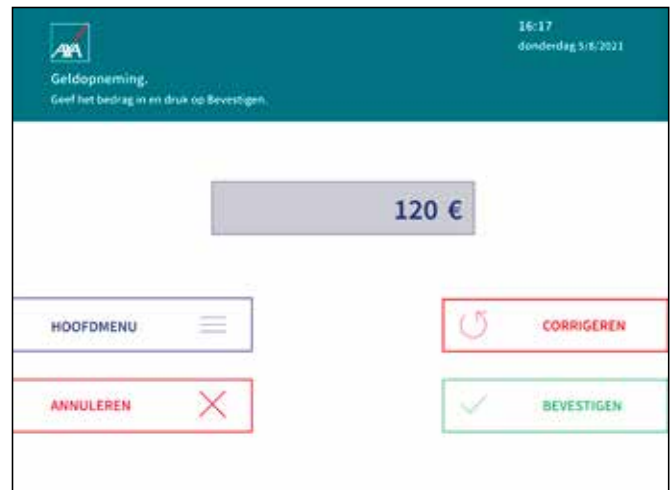 16:17
donderdag 5/8/2021
AXA
Geldopneming.
Geef het bedrag in en druk op Bevestigen.
120 €
HOOFDMENU
CORRIGEREN
ANNULEREN
BEVESTIGEN